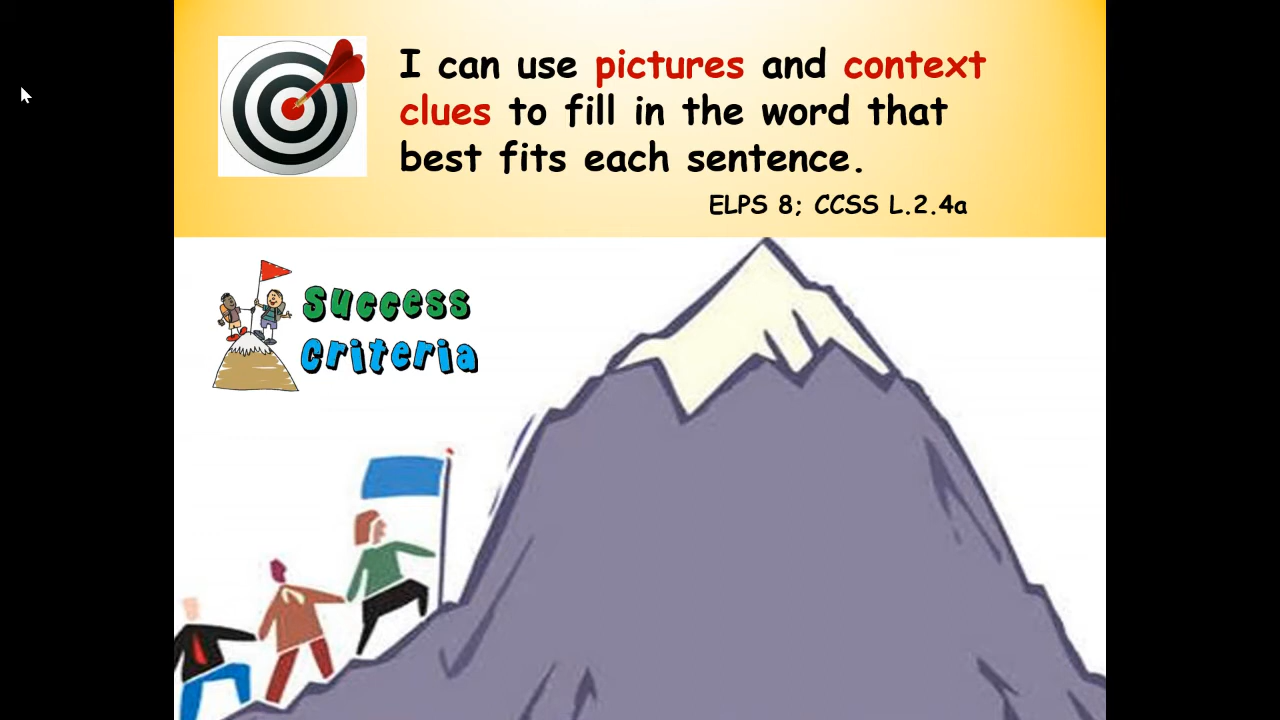 I can use pictures and context
clues to fill in the word that
best fits each sentence.
ELPS 8; CCSS L.2.4a
Success
Criteria